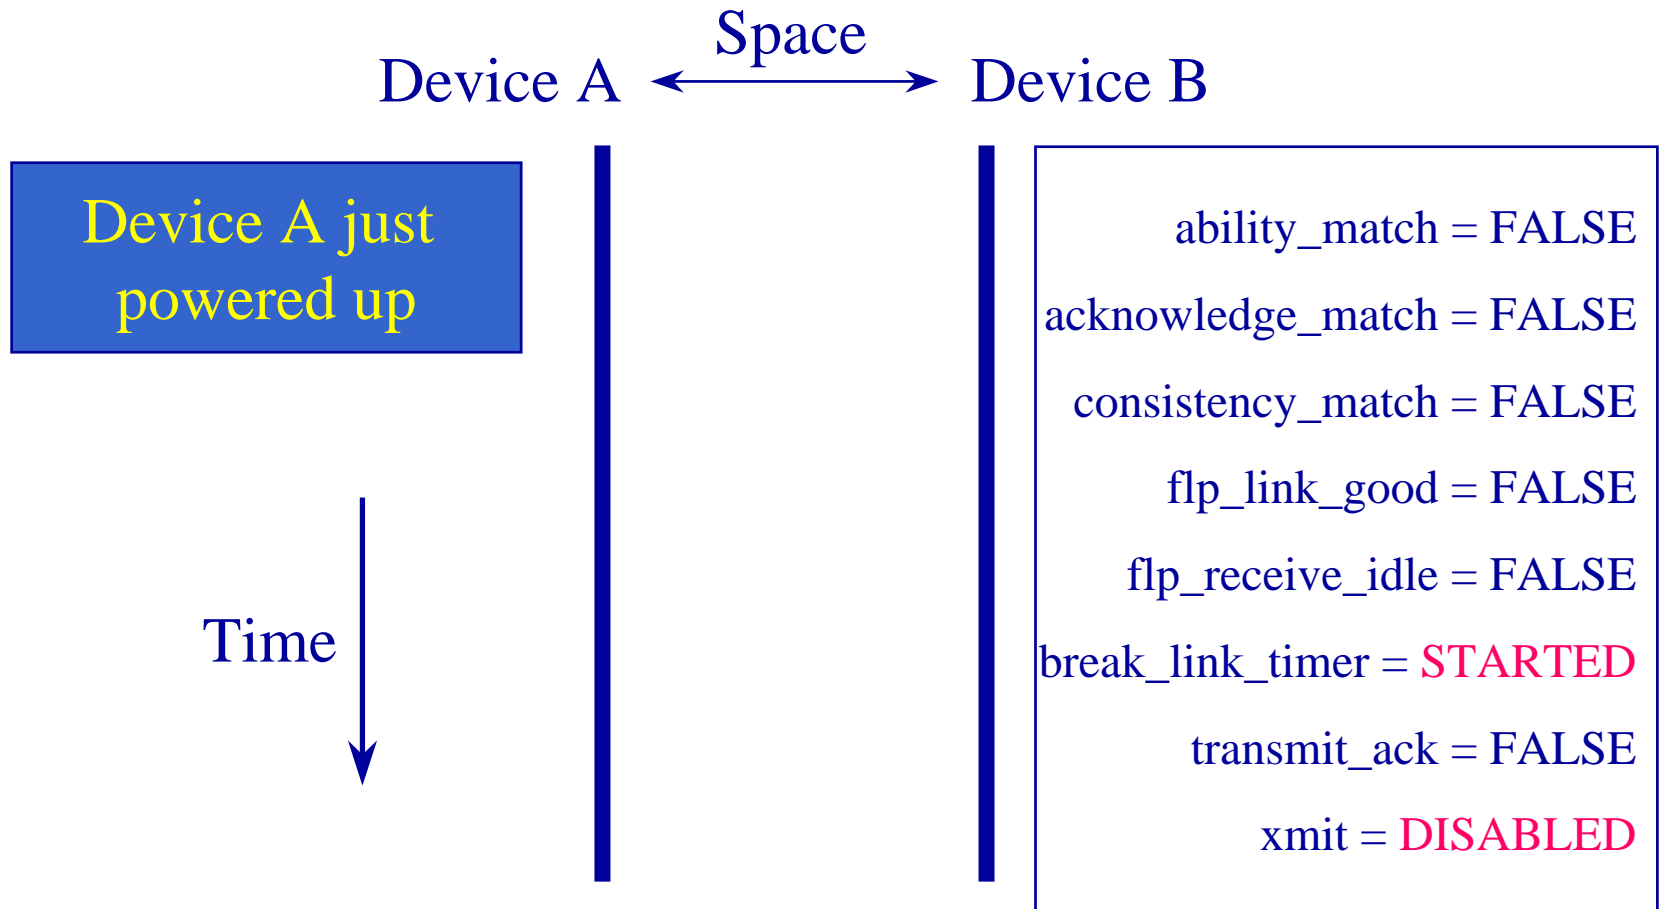 Space
Device A
Device B
Device A just
powered up
Time
ability_match = FALSE
acknowledge_match = FALSE
consistency_match = FALSE
flp_link_good = FALSE
flp_receive_idle = FALSE
break_link_timer = STARTED
transmit_ack = FALSE
xmit = DISABLED